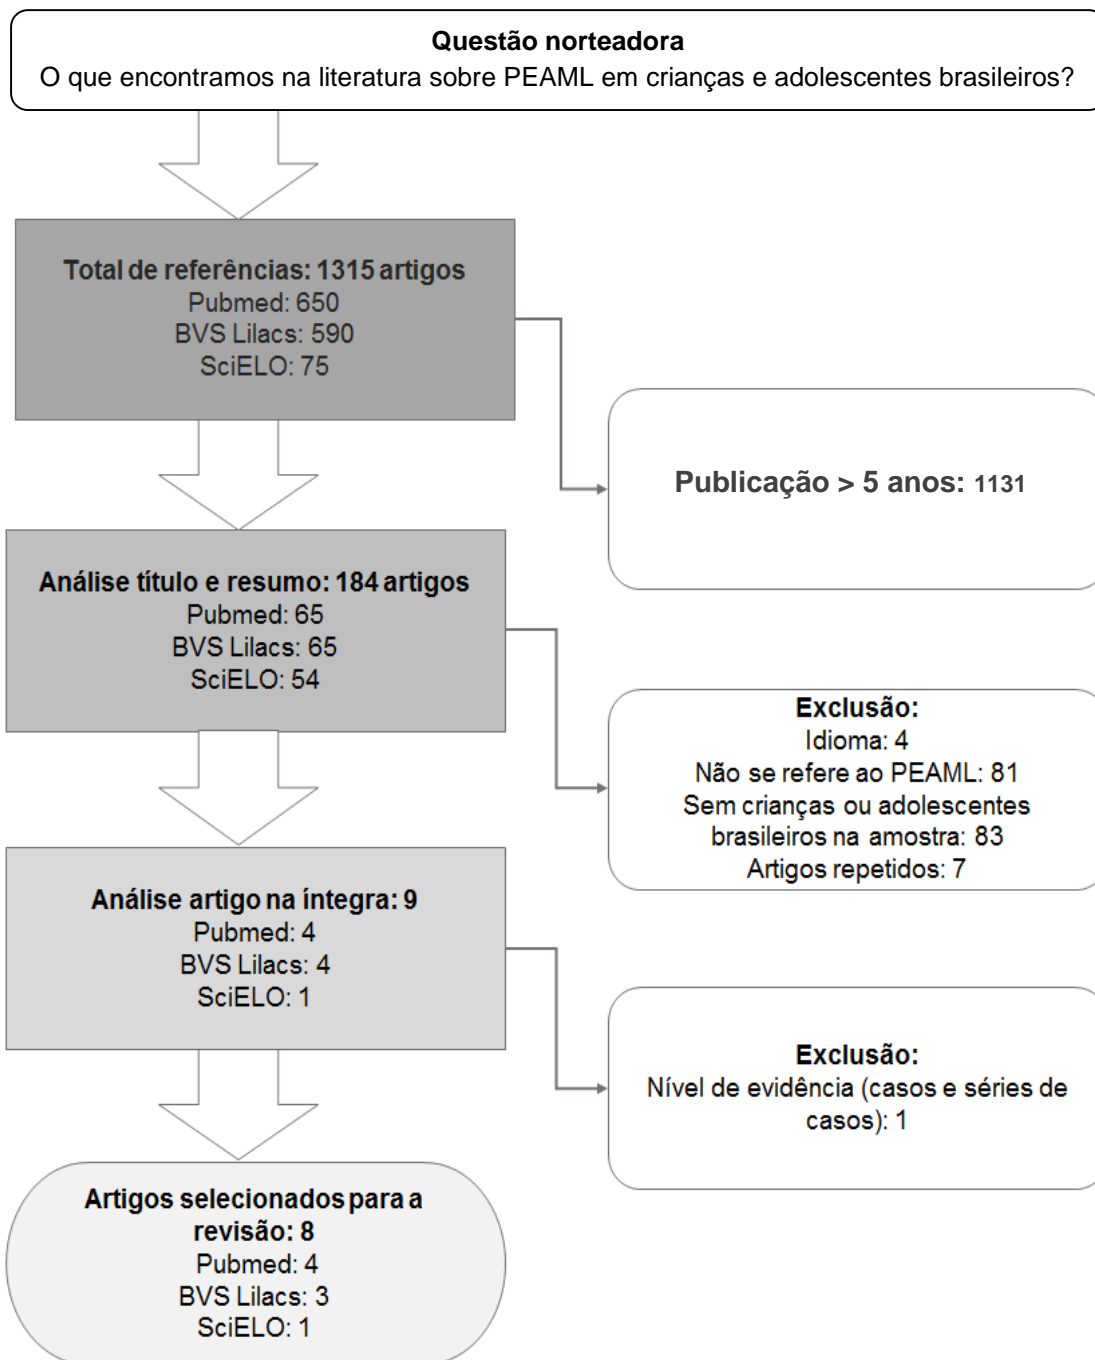 Questão norteadora
O que encontramos na literatura sobre PEAML em crianças e adolescentes brasileiros?
Total de referências: 1315 artigos
Pubmed: 650
BVS Lilacs: 590
SciELO: 75
Publicação > 5 anos: 1131
Análise título e resumo: 184 artigos
Pubmed: 65
BVS Lilacs: 65
SciELO: 54
Exclusão:
Idioma: 4
Não se refere ao PEAML: 81
Sem crianças ou adolescentes
brasileiros na amostra: 83
Artigos repetidos: 7
Análise artigo na íntegra: 9
Pubmed: 4
BVS Lilacs: 4
SciELO: 1
Exclusão:
Nível de evidência (casos e séries de
casos): 1
Artigos selecionados para a
revisão: 8
Pubmed: 4
BVS Lilacs: 3
SciELO: 1